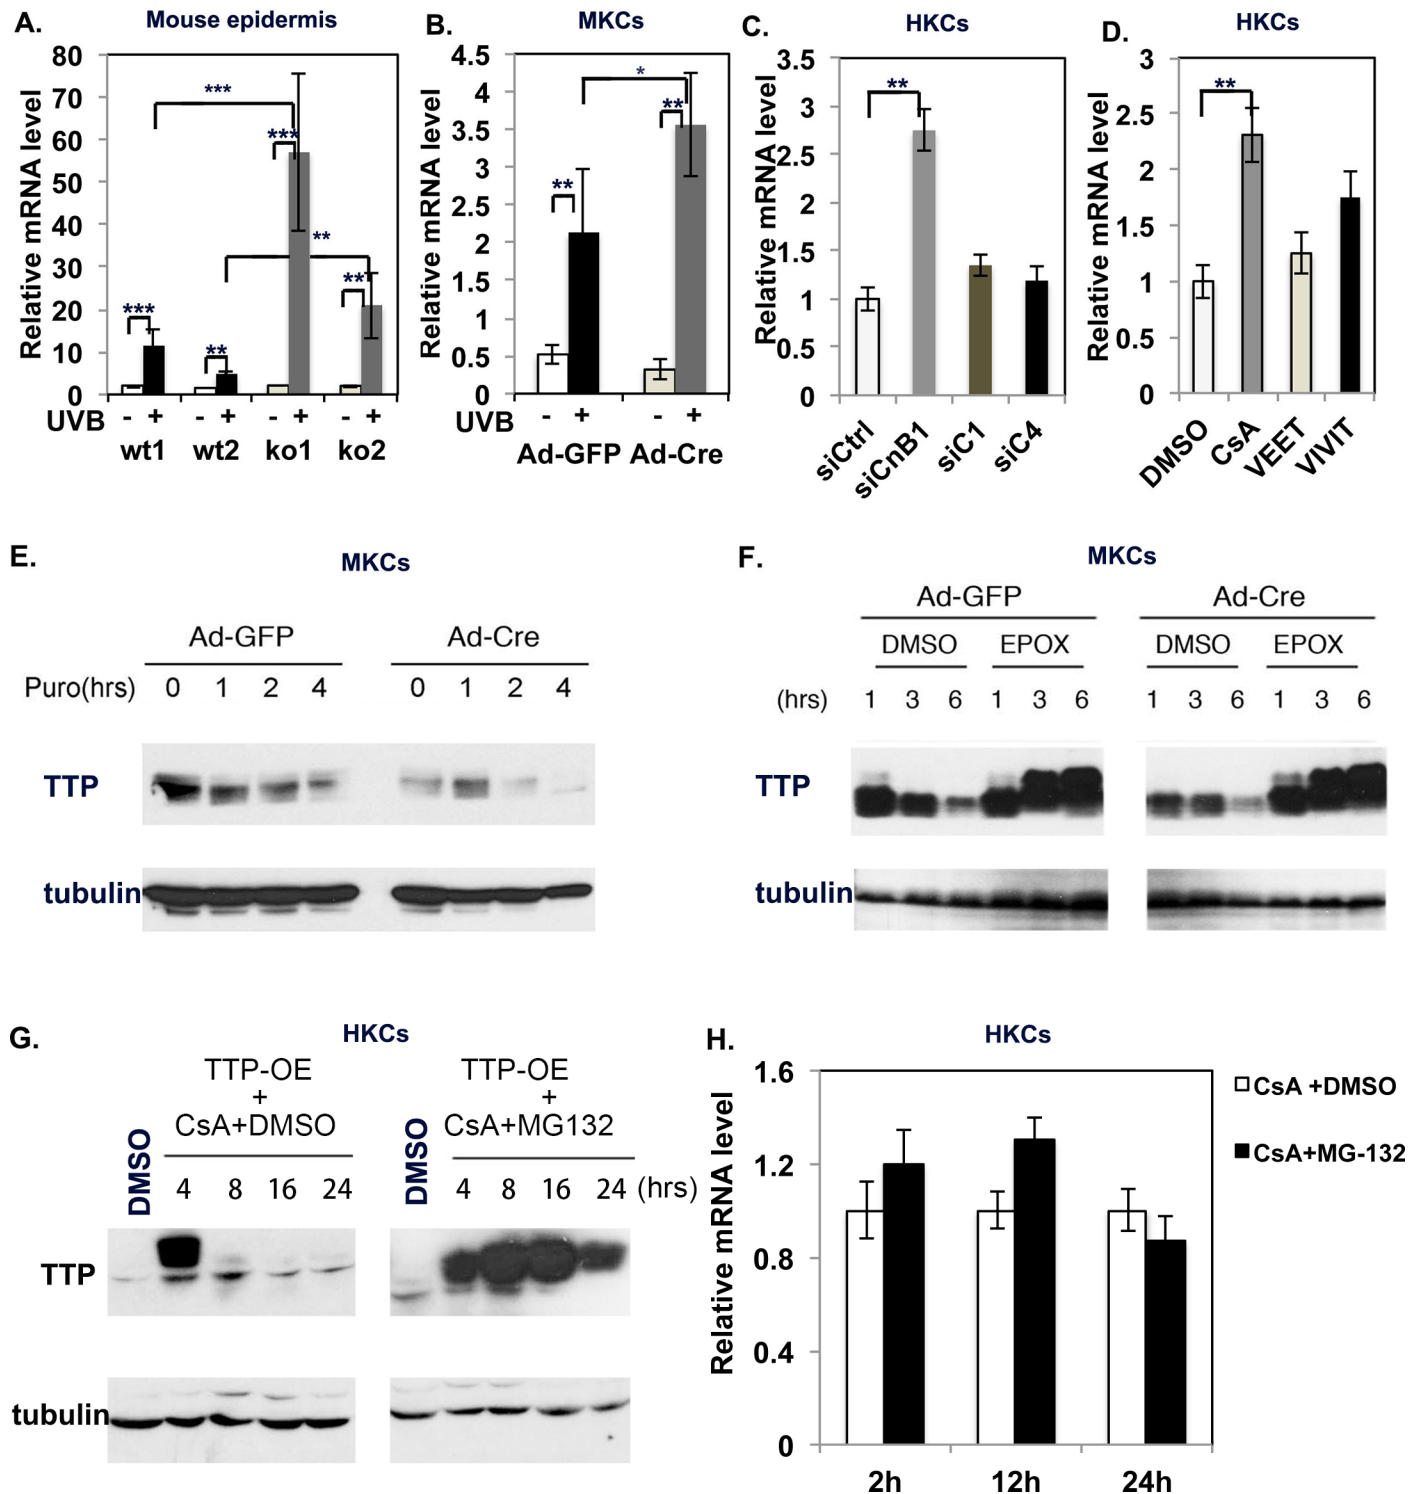 A.
Mouse epidermis
Relative mRNA level
80
70
60
50
40
30
20
10
0
***
***
***
**
**
**
UVB - + - + - + - +
wt1 wt2 ko1 ko2
B.
MKCs
Relative mRNA level
4.5
4
3.5
3
2.5
2
1.5
1
0.5
0
*
**
**
UVB - + - +
Ad-GFP Ad-Cre
C.
HKCs
Relative mRNA level
3.5
3
2.5
2
1.5
1
0.5
0
**
siCtrl siCnB1 siC1 siC4
D.
HKCs
Relative mRNA level
3
2.5
2
1.5
1
0.5
0
**
DMSO CsA VEET VIVIT
E.
MKCs
Ad-GFP Ad-Cre
Puro(hrs) 0 1 2 4 0 1 2 4
TTP
tubulin
F.
MKCs
Ad-GFP Ad-Cre
DMSO EPOX DMSO EPOX
(hrs) 1 3 6 1 3 6 1 3 6 1 3 6
TTP
tubulin
G.
HKCs
TTP-OE TTP-OE
+ +
CsA+DMSO CsA+MG132
DMSO 4 8 16 24 DMSO 4 8 16 24 (hrs)
TTP
tubulin
H.
HKCs
Relative mRNA level
1.6
1.2
0.8
0.4
0
CsA +DMSO
CsA+MG-132
2h 12h 24h